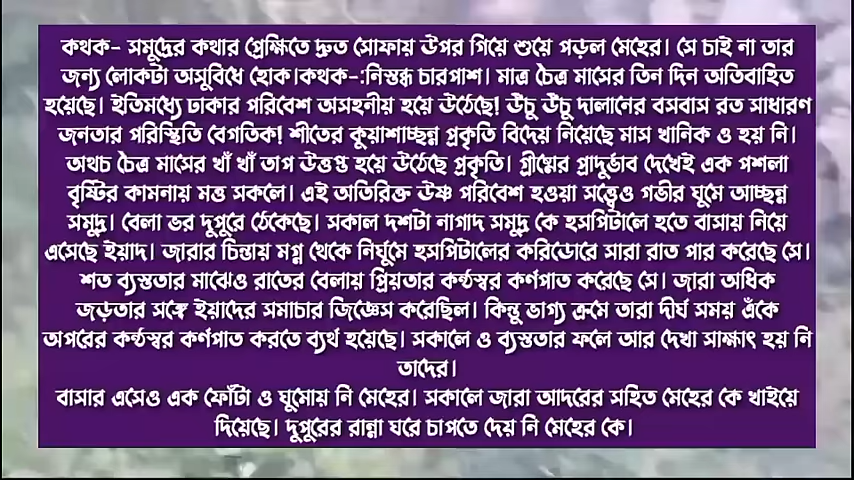 কথক- সমুদ্রের কথার প্রেক্ষিতে দ্রুত সোফায় উপর গিয়ে শুয়ে পড়ল মেহের। সে চাই না তার
জন্য লোকটা অসুবিধে হোক।কথক-:নিস্তব্ধ চারপাশ। মাত্র চৈত্র মাসের তিন দিন অতিবাহিত
হয়েছে। ইতিমধ্যে ঢাকার পরিবেশ অসহনীয় হয়ে উঠেছে! উঁচু উঁচু দালানের বসবাস রত সাধারণ
জনতার পরিস্থিতি বেগতিক! শীতের কুয়াশাচ্ছন্ন প্রকৃতি বিদেয় নিয়েছে মাস খানিক ও হয় নি।
অথচ চৈত্র মাসের খাঁ খাঁ তাপ উত্তপ্ত হয়ে উঠেছে প্রকৃতি। গ্রীষ্মের প্রাদুর্ভাব দেখেই এক পশলা
বৃষ্টির কামনায় মত্ত সকলে। এই অতিরিক্ত উষ্ণ পরিবেশ হওয়া সত্ত্বেও গভীর ঘুমে আচ্ছন্ন
সমুদ্র। বেলা ভর দুপুরে ঠেকেছে। সকাল দশটা নাগাদ সমুদ্র কে হসপিটালে হতে বাসায় নিয়ে
এসেছে ইয়াদ। জারার চিন্তায় মগ্ন থেকে নির্ঘুমে হসপিটালের করিডোরে সারা রাত পার করেছে সে।
শত ব্যস্ততার মাঝেও রাতের বেলায় প্রিয়তার কন্ঠস্বর কর্ণপাত করেছে সে। জারা অধিক
জড়তার সঙ্গে ইয়াদের সমাচার জিজ্ঞেস করেছিল। কিন্তু ভাগ্য ক্রমে তারা দীর্ঘ সময় এঁকে
অপরের কন্ঠস্বর কর্ণপাত করতে ব্যর্থ হয়েছে। সকালে ও ব্যস্ততার ফলে আর দেখা সাক্ষাৎ হয় নি
তাদের।
বাসার এসেও এক ফোঁটা ও ঘুমোয় নি মেহের। সকালে জারা আদরের সহিত মেহের কে খাইয়ে
দিয়েছে। দুপুরের রান্না ঘরে চাপতে দেয় নি মেহের কে।